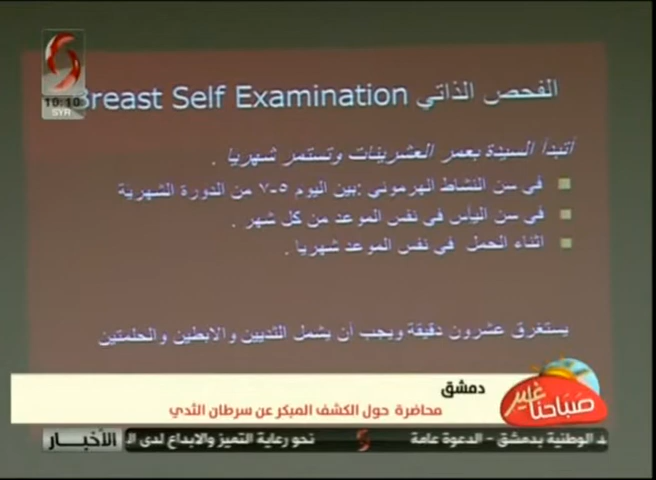 10:10
SYR
الفحص الذاتي Breast Self Examination
أتبدأ السيدة بعمر العشرينات وتستمر شهريا .
في سن النشاط الهرموني :بين اليوم ٥-٧ من الدورة الشهرية
في سن اليأس في نفس الموعد من كل شهر .
اثناء الحمل في نفس الموعد شهريا .
يستغرق عشرون دقيقة ويجب أن يشمل الثديين والابطين والحلمتين
دمشق
محاضرة حول الكشف المبكر عن سرطان الثدي
صباحنا غير
الأخبار
د الوطنية بدمشق - الدعوة عامة نحو رعاية التميز والابداع لدى ال